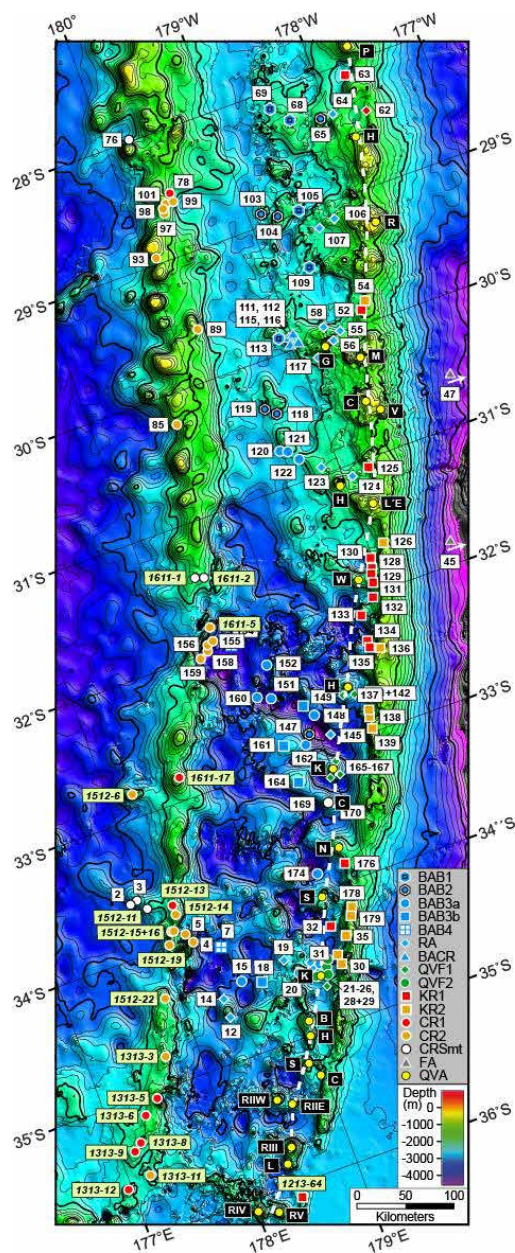 180° 179°W 178°W 177°W
P
63
69 68 64 62
65
76 H
29°S
28°S
78
101 99 103 105
98 104 106 R
97 107
93
109 30°S
54
111, 112 58 52
115, 116
29°S
89 55
113 56
117 G M
47
C V
119 118 31°S
85 121
120
30°S 122 125
123 124
H L'E
126
130 45
128 32°S
1611-1 1611-2 129
31°S W 131
132
133
1611-5 134
156 155
152 135 136
158
159 151 H 137 +142
33°S
160 149
138
148
32°S 147 145 139
161
162 165-167
1611-17 K
164
1512-6 169 C
170
34°S
N
176
33°S
174
3 1512-13 178
2 1512-14 S
1512-11 5 179
7 32
1512-15+16 35
4 19 31
1512-19 15 18 30
K
35°S
1512-22 20 21-26,
28+29
14
34°S 12 B
H
1313-3
S
C
1313-5 RIIW RIIE
1313-6 36°S
35°S 1313-8 RIII
1313-9
L
1313-11
1213-64
1313-12
RIV RV
177°E 178°E 179°E
BAB1
BAB2
BAB3a
BAB3b
BAB4
RA
BACR
QVF1
QVF2
KR1
KR2
CR1
CR2
CRSmt
FA
QVA
Depth
(m) 0
-1000
-2000
-3000
-4000
0 50 100
Kilometers